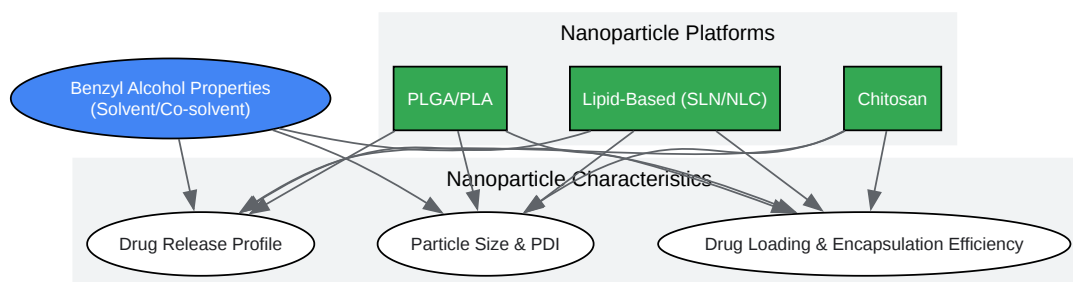 Nanoparticle Platforms
Benzyl Alcohol Properties
(Solvent/Co-solvent)
PLGA/PLA
Lipid-Based (SLN/NLC)
Chitosan
Nanoparticle Characteristics
Drug Release Profile
Particle Size & PDI
Drug Loading & Encapsulation Efficiency